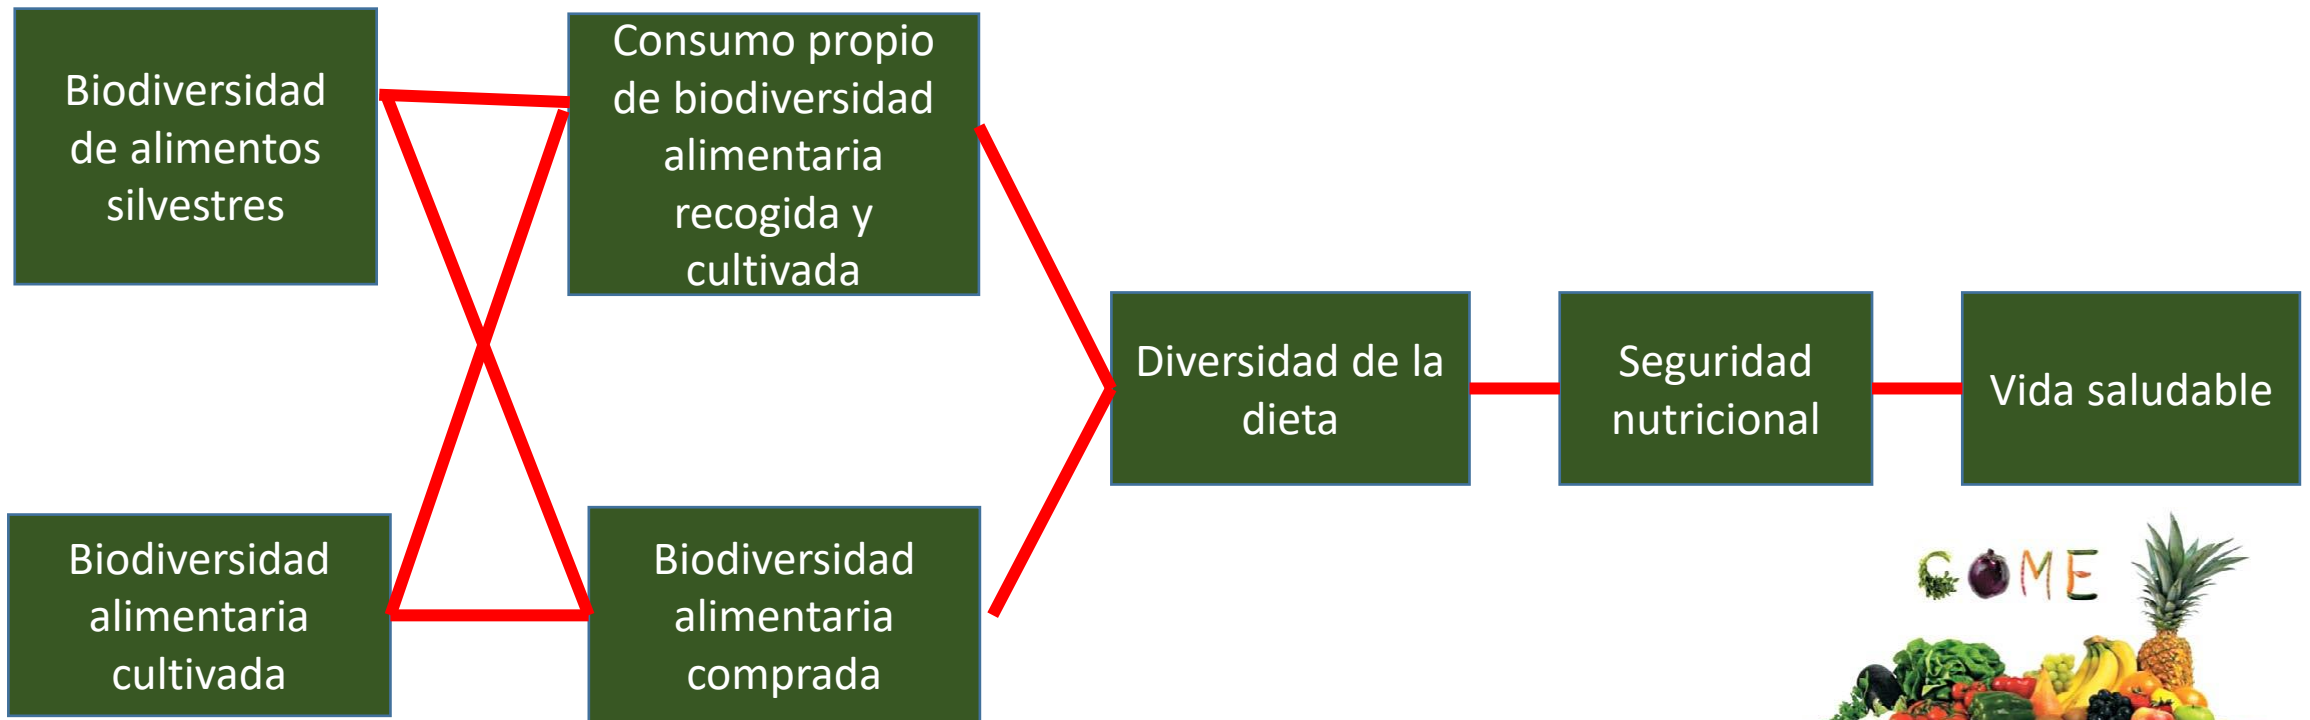 Biodiversidad
de alimentos
silvestres
Consumo propio
de biodiversidad
alimentaria
recogida y
cultivada
Diversidad de la
dieta
Seguridad
nutricional
Vida saludable
Biodiversidad
alimentaria
cultivada
Biodiversidad
alimentaria
comprada
COME